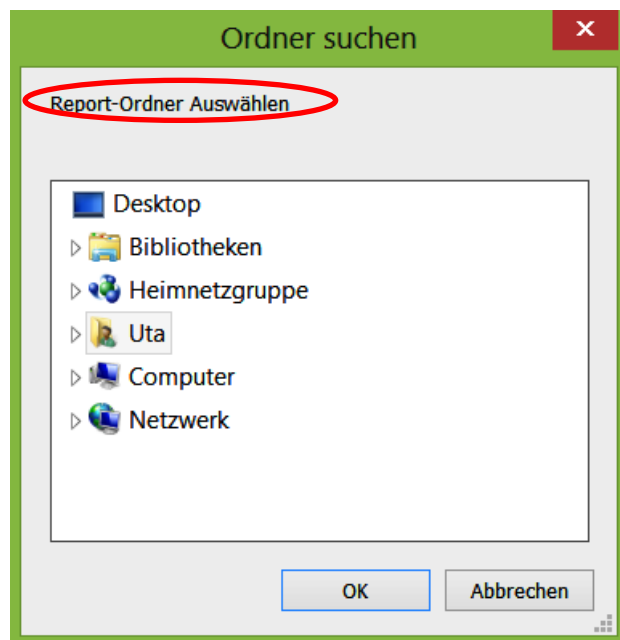 Ordner suchen
Report-Ordner Auswählen
Desktop
Bibliotheken
Heimnetzgruppe
Uta
Computer
Netzwerk
OK Abbrechen